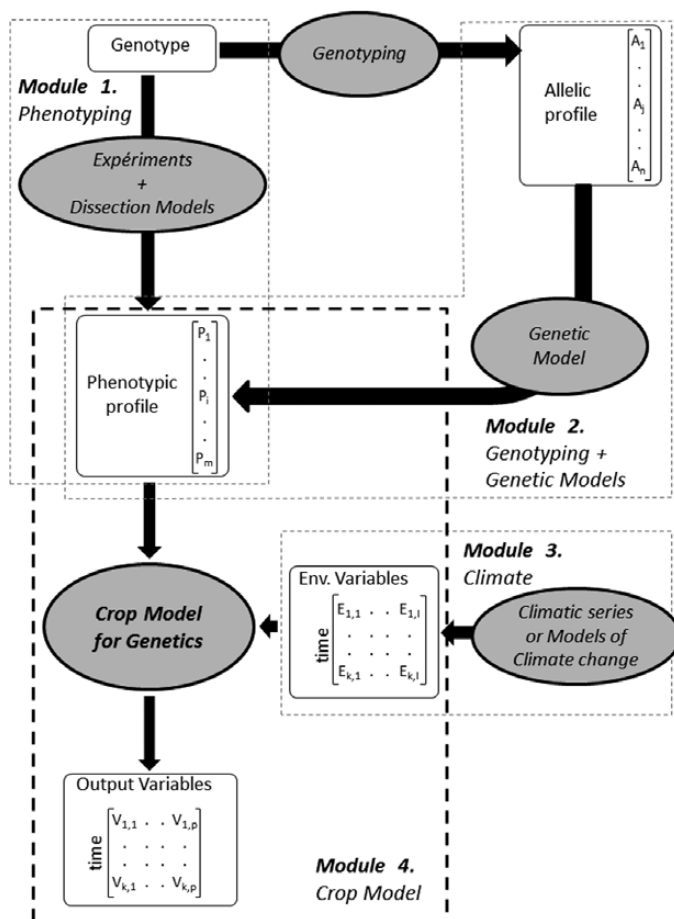 Genotype
Genotyping
Module 1.
Phenotyping
Expériments
+
Dissection Models
Allelic
profile
A1
.
.
Aj
.
.
An
Genetic
Model
Phenotypic
profile
P1
.
.
Pi
.
.
Pm
Module 2.
Genotyping +
Genetic Models
Module 3.
Climate
Env. Variables
time
E1,1 . . E1,l
. . . .
. . . .
Ek,1 . . Ek,l
Climatic series
or Models of
Climate change
Crop Model
for Genetics
Output Variables
time
V1,1 . . V1,p
. . . .
. . . .
Vk,1 . . Vk,p
Module 4.
Crop Model